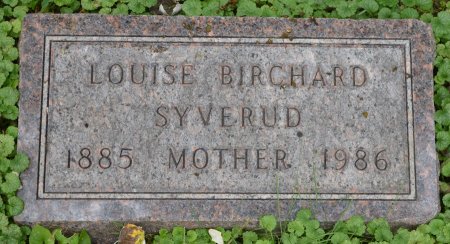 LOUISE BIRCHARD
SYVERUD
1885 MOTHER 1986